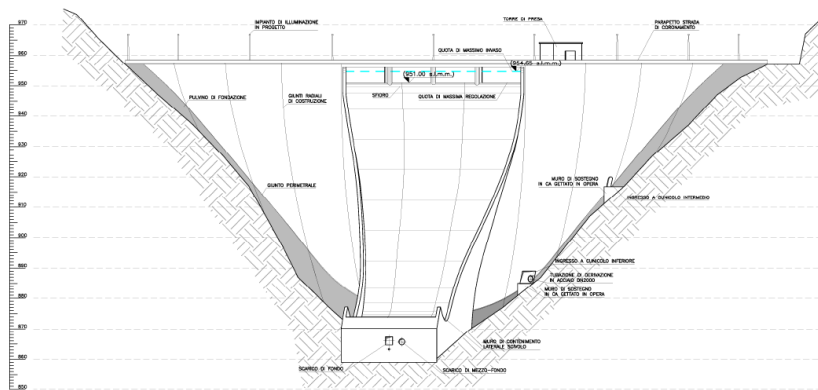 970
960
950
940
930
920
910
900
890
880
870
860
850
IMPIANTO DI ILLUMINAZIONE
IN PROGETTO
TORRE DI PRESA
PARAPETTO STRADA
DI CORONAMENTO
QUOTA DI MASSIMO INVASO
(954.65 s.l.m.m.)
(951.00 s.l.m.m.)
SFIORO
QUOTA DI MASSIMA REGOLAZIONE
PULVINO DI FONDAZIONE
GIUNTI RADIALI
DI COSTRUZIONE
GIUNTO PERIMETRALE
MURO DI SOSTEGNO
IN CA GETTATO IN OPERA
INGRESSO A CUNICOLO INTERMEDIO
INGRESSO A CUNICOLO INFERIORE
TUBAZIONE DI DERIVAZIONE
IN ACCIAIO DN2000
MURO DI SOSTEGNO
IN CA GETTATO IN OPERA
MURO DI CONTENIMENTO
LATERALE SCIVOLO
SCARICO DI FONDO
SCARICO DI MEZZO-FONDO